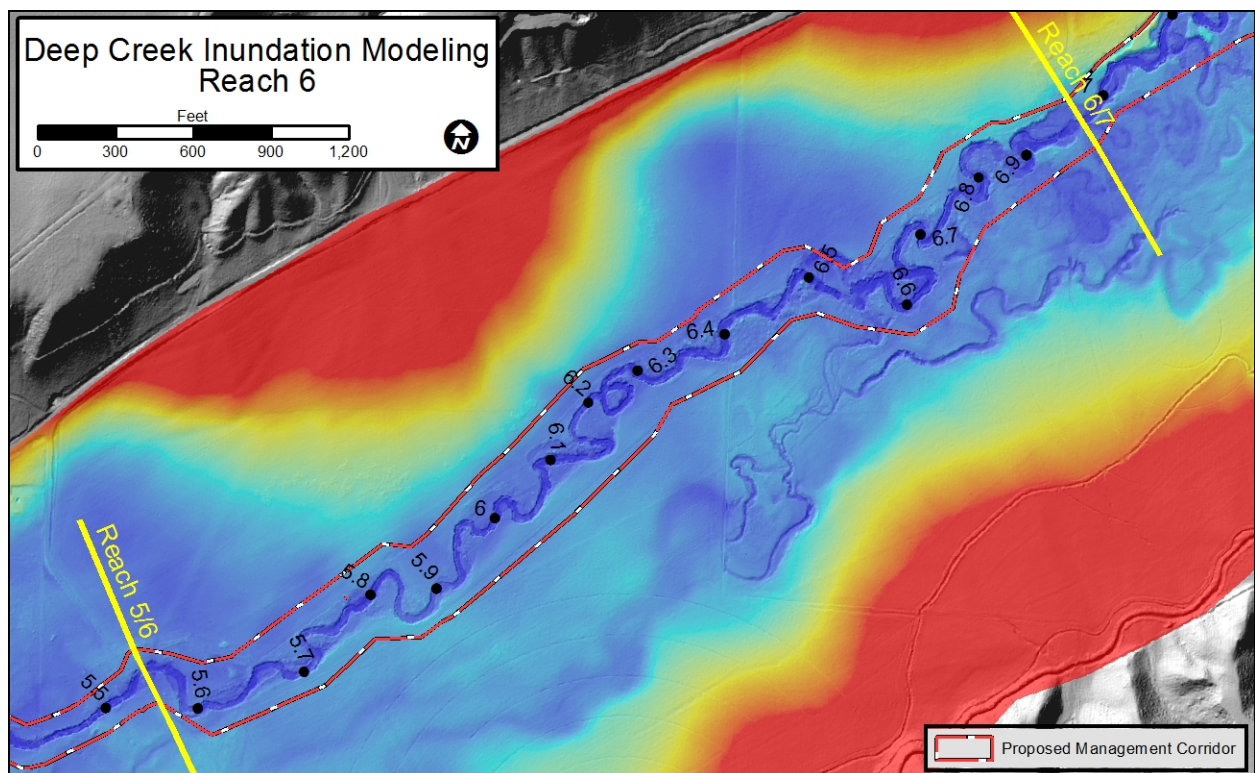 Deep Creek Inundation Modeling
Reach 6
Feet
0 300 600 900 1,200
N
Reach 6/7
7
6.9
6.8
6.7
6.6
6.5
6.4
6.3
6.2
6.1
6
5.9
5.8
5.7
5.6
5.5
Reach 5/6
Proposed Management Corridor